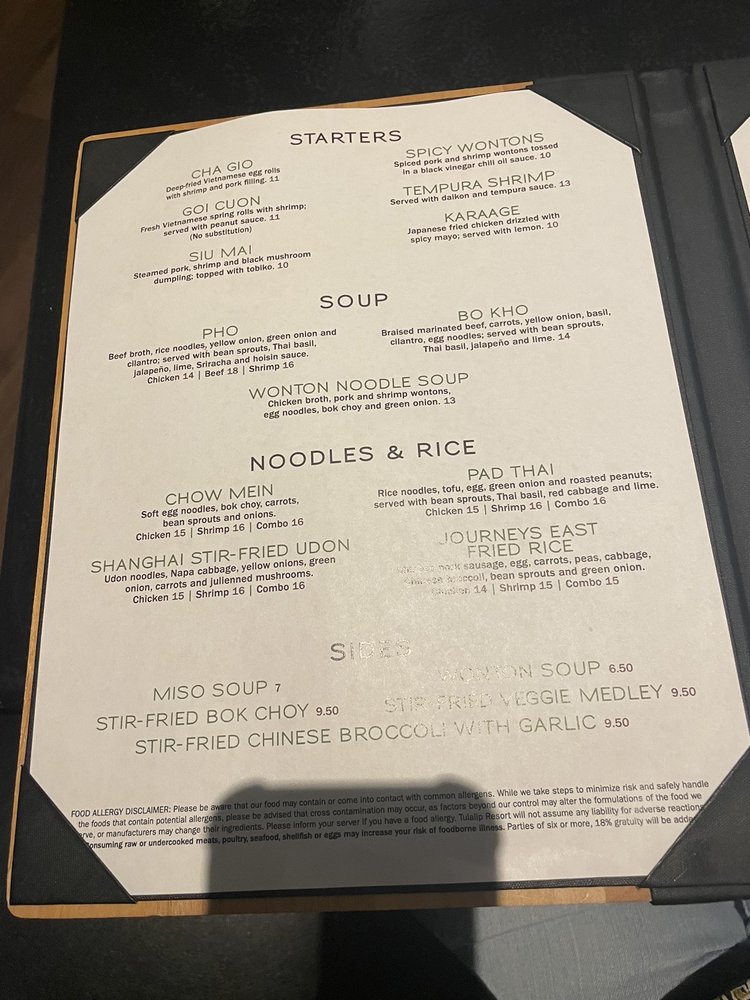 STARTERS
CHA GIO
Deep-fried Vietnamese egg rolls
with shrimp and pork filling. 11
GOI CUON
Fresh Vietnamese spring rolls with shrimp;
served with peanut sauce. 11
(No substitution)
SIU MAI
Steamed pork, shrimp and black mushroom
dumpling; topped with tobiko. 10
SPICY WONTONS
Spiced pork and shrimp wontons tossed
in a black vinegar chili oil sauce. 10
TEMPURA SHRIMP
Served with daikon and tempura sauce. 13
KARAAGE
Japanese fried chicken drizzled with
spicy mayo; served with lemon. 10
SOUP
PHO
Beef broth, rice noodles, yellow onion, green onion and
cilantro; served with bean sprouts, Thai basil,
jalapeño, lime, Sriracha and hoisin sauce.
Chicken 14 | Beef 18 | Shrimp 16
BO KHO
Braised marinated beef, carrots, yellow onion, basil,
cilantro, egg noodles; served with bean sprouts,
Thai basil, jalapeño and lime. 14
WONTON NOODLE SOUP
Chicken broth, pork and shrimp wontons,
egg noodles, bok choy and green onion. 13
NOODLES & RICE
CHOW MEIN
Soft egg noodles, bok choy, carrots,
bean sprouts and onions.
Chicken 15 | Shrimp 16 | Combo 16
SHANGHAI STIR-FRIED UDON
Udon noodles, Napa cabbage, yellow onions, green
onion, carrots and julienned mushrooms.
Chicken 15 | Shrimp 16 | Combo 16
PAD THAI
Rice noodles, tofu, egg, green onion and roasted peanuts;
served with bean sprouts, Thai basil, red cabbage and lime.
Chicken 15 | Shrimp 16 | Combo 16
JOURNEYS EAST
FRIED RICE
pork sausage, egg, carrots, peas, cabbage,
broccoli, bean sprouts and green onion.
Chicken 14 | Shrimp 15 | Combo 15
SIDES
MISO SOUP 7
WONTON SOUP 6.50
STIR-FRIED BOK CHOY 9.50
STIR-FRIED VEGGIE MEDLEY 9.50
STIR-FRIED CHINESE BROCCOLI WITH GARLIC 9.50
FOOD ALLERGY DISCLAIMER: Please be aware that our food may contain or come into contact with common allergens. While we take steps to minimize risk and safely handle
the foods that contain potential allergens, please be advised that cross contamination may occur, as factors beyond our control may alter the formulations of the food we
rve, or manufacturers may change their ingredients. Please inform your server if you have a food allergy. Tulalip Resort will not assume any liability for adverse reactions
Consuming raw or undercooked meats, poultry, seafood, shellfish or eggs may increase your risk of foodborne illness. Parties of six or more, 18% gratuity will be adde